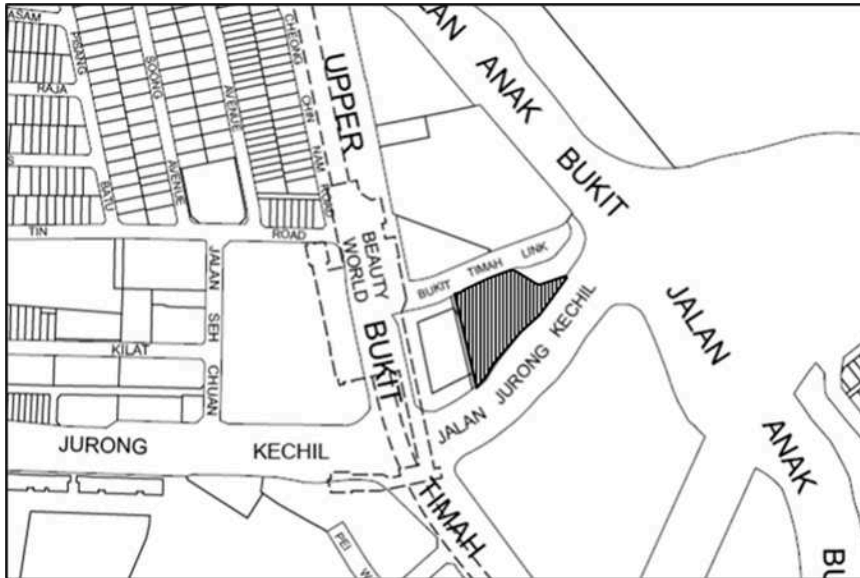 ASAM
PISANG
RAJA
BATU
SOONG
AVENUE
AVENUE
CHEONG
CHIN
NAM
ROAD
S
TIN
ROAD
UPPER
BUKIT
TIMAH
BEAUTY
WORLD
JALAN
ANAK
BUKIT
BUKIT TIMAH LINK
JALAN JURONG KECHIL
JALAN
SEH
CHUAN
KILAT
JURONG KECHIL
JALAN
ANAK
BU
PEI
W